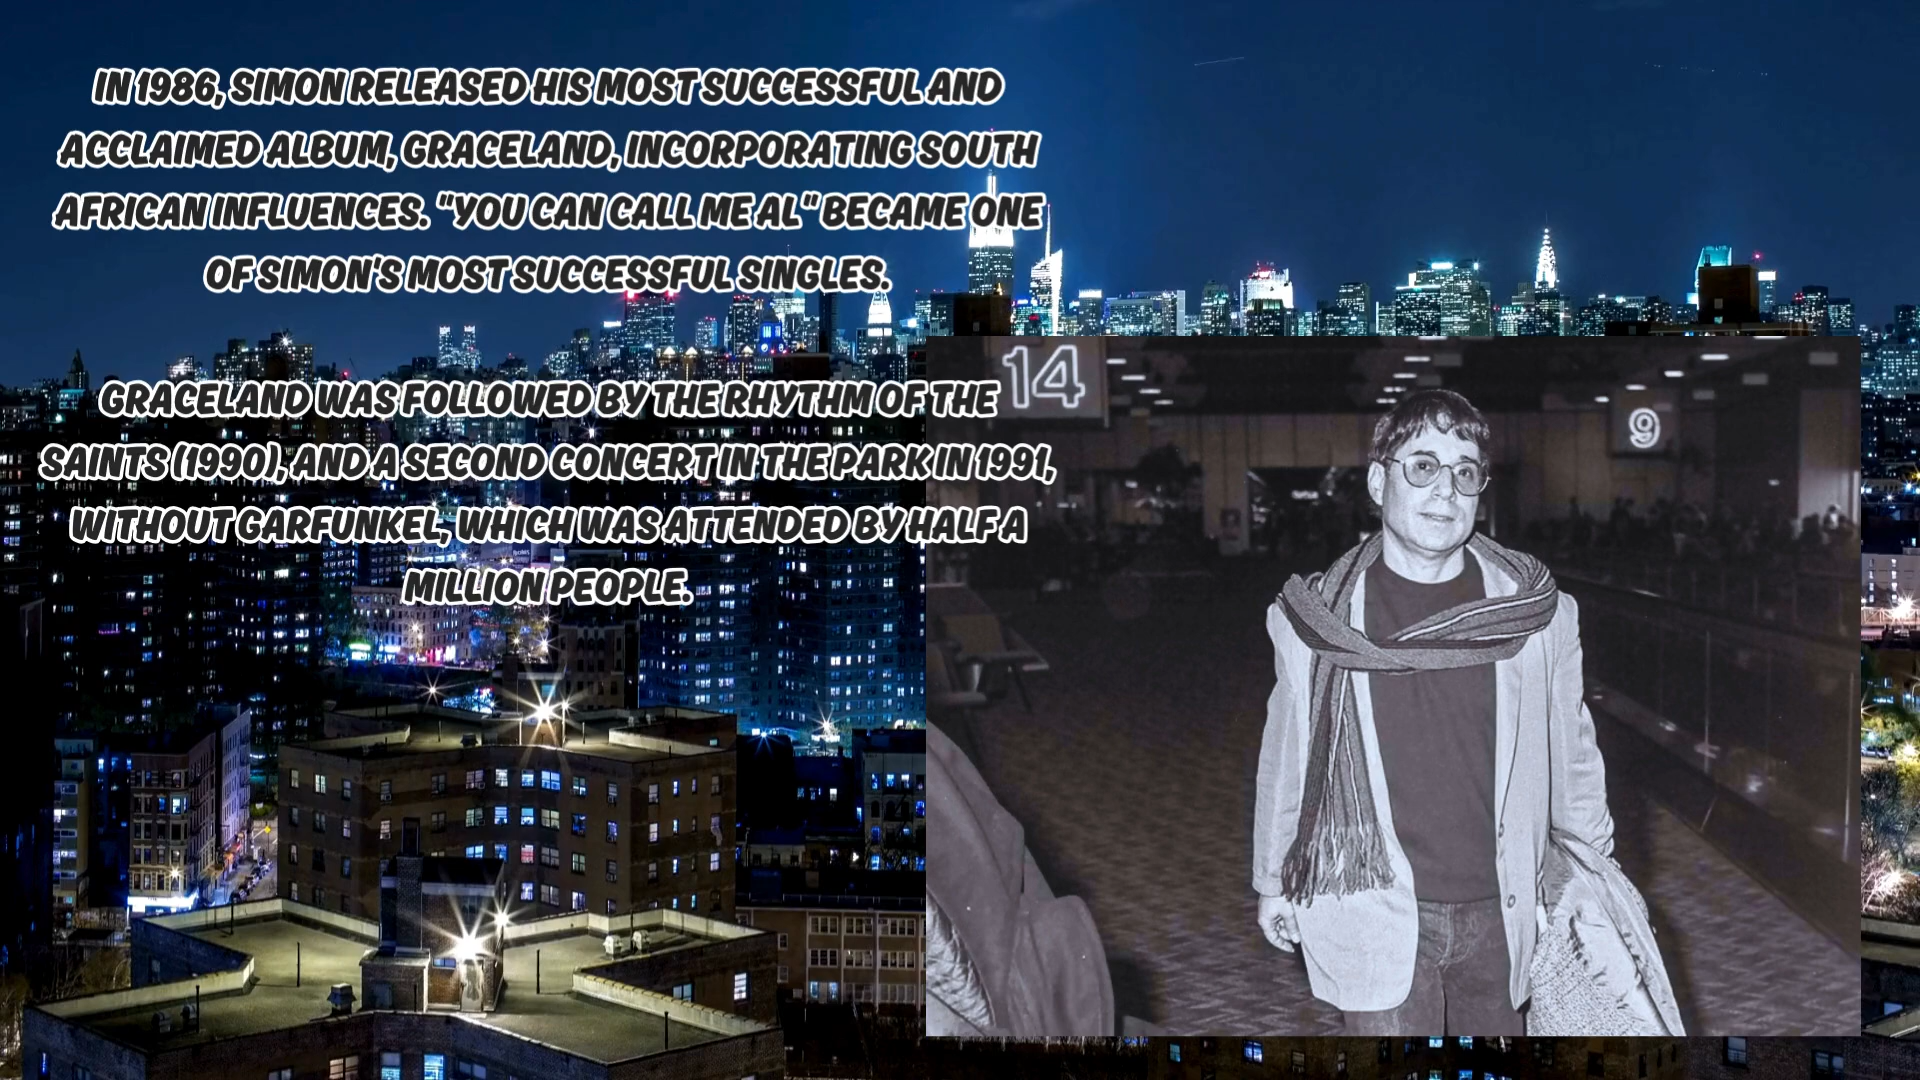 IN 1986, SIMON RELEASED HIS MOST SUCCESSFUL AND
ACCLAIMED ALBUM, GRACELAND, INCORPORATING SOUTH
AFRICAN INFLUENCES. "YOU CAN CALL ME AL" BECAME ONE
OF SIMON'S MOST SUCCESSFUL SINGLES.
GRACELAND WAS FOLLOWED BY THE RHYTHM OF THE
SAINTS (1990), AND A SECOND CONCERT IN THE PARK IN 1991,
WITHOUT GARFUNKEL, WHICH WAS ATTENDED BY HALF A
MILLION PEOPLE.
14
9